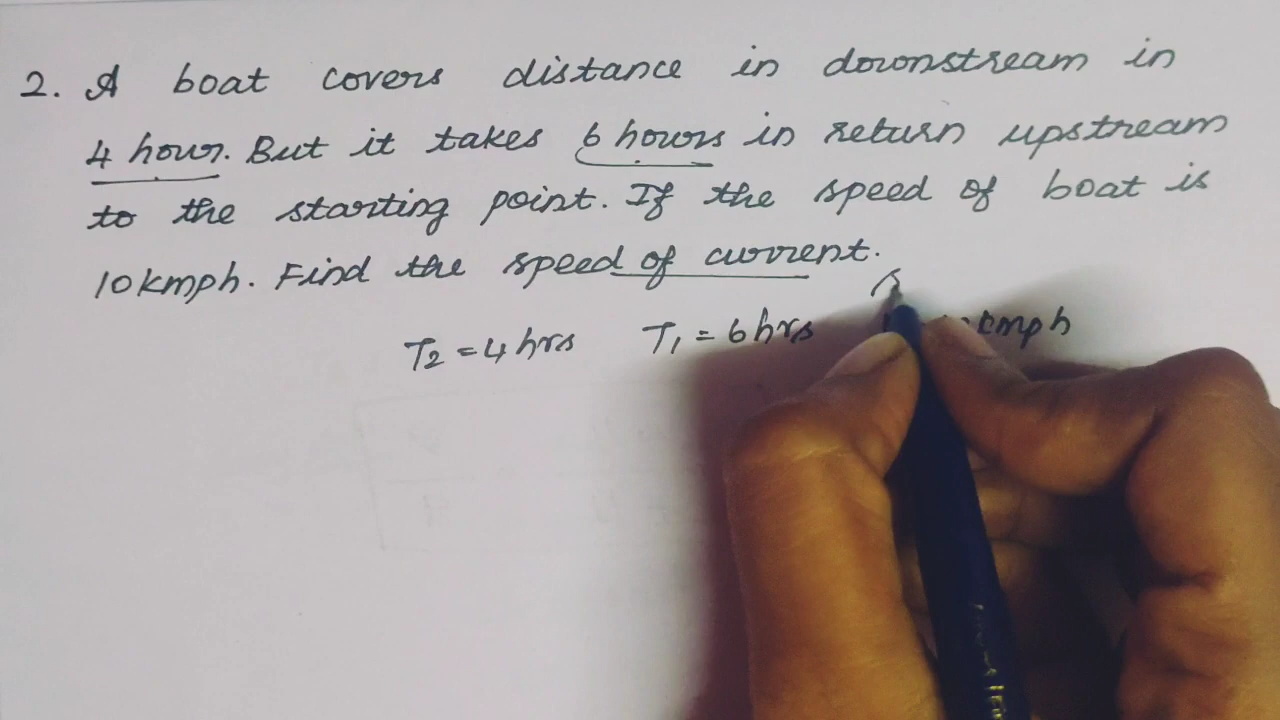 2. A boat covers distance in downstream in
4 hour. But it takes 6 hours in return upstream
to the starting point. If the speed of boat is
10kmph. Find the speed of current.
T2 = 4 hrs T1 = 6 hrs kmph